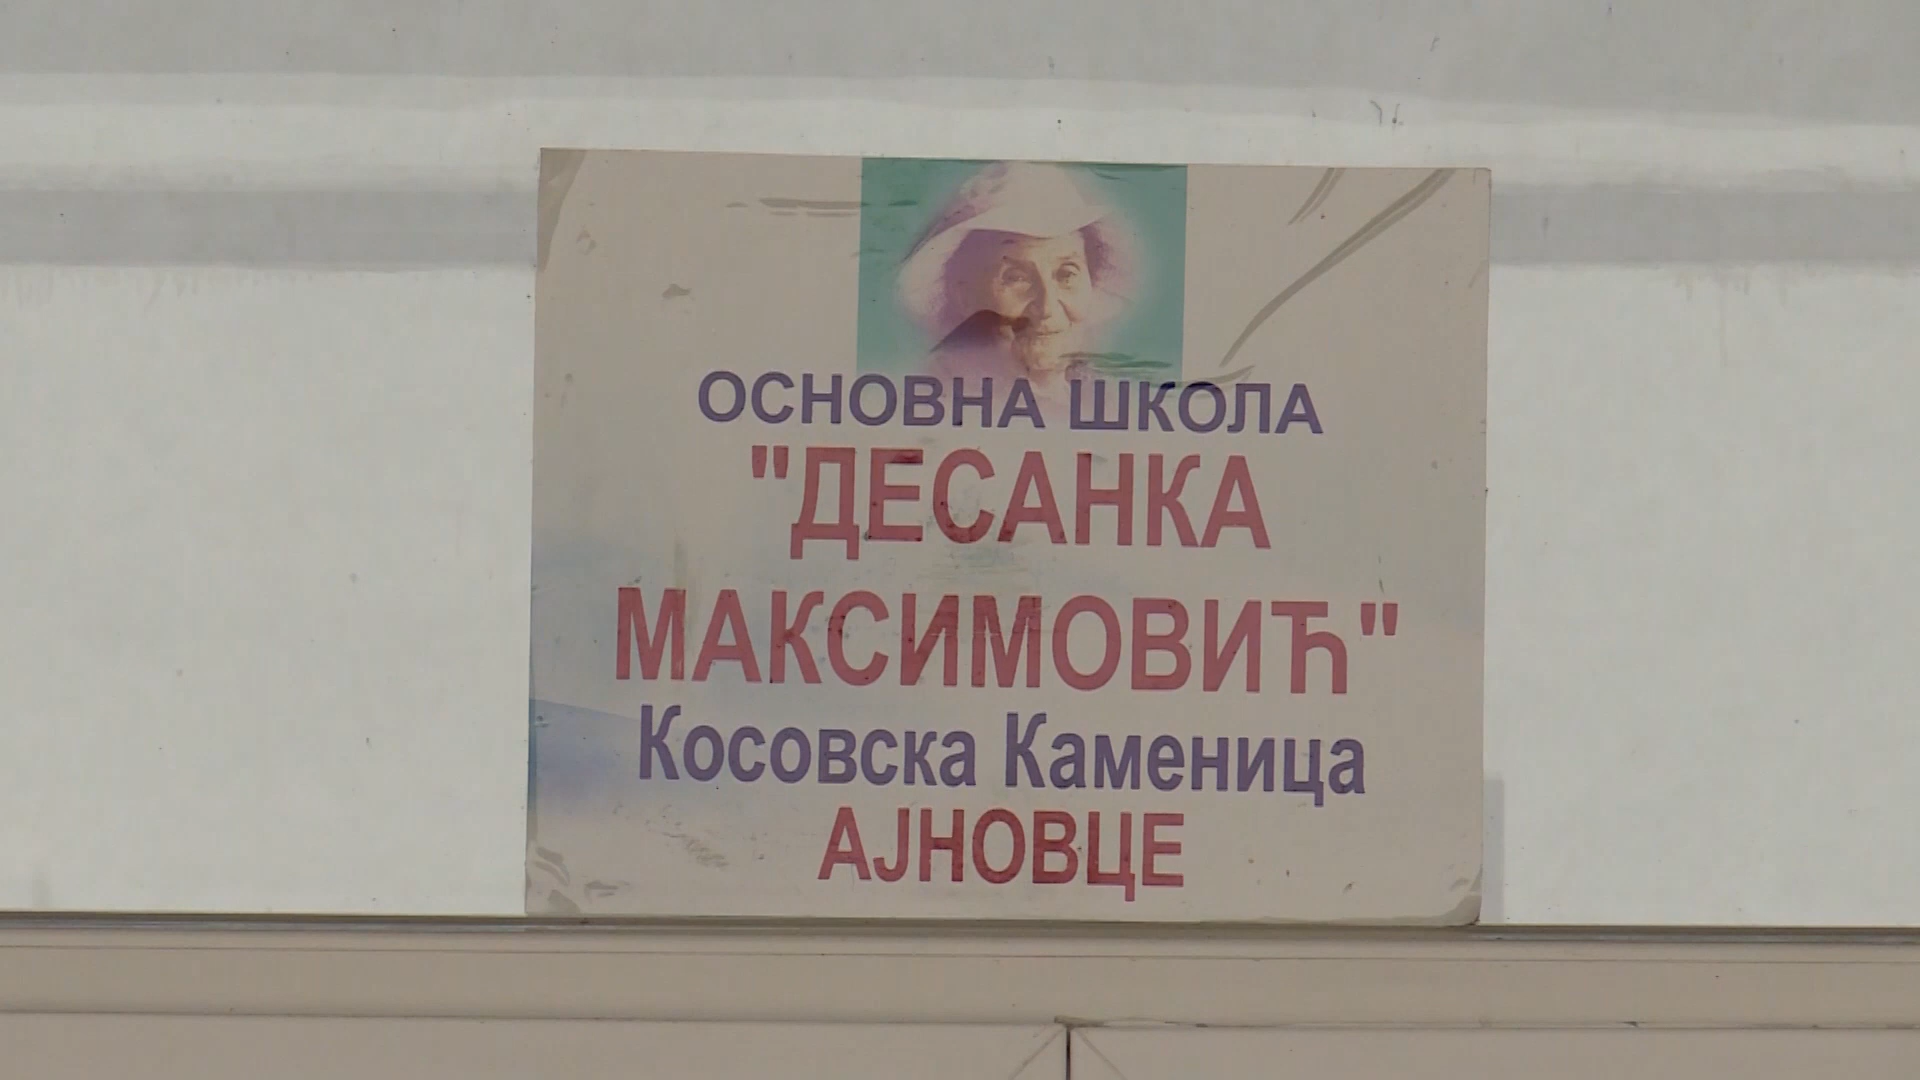 ОСНОВНА ШКОЛА
"ДЕСАНКА
МАКСИМОВИЋ"
Косовска Каменица
АЈНОВЦЕ